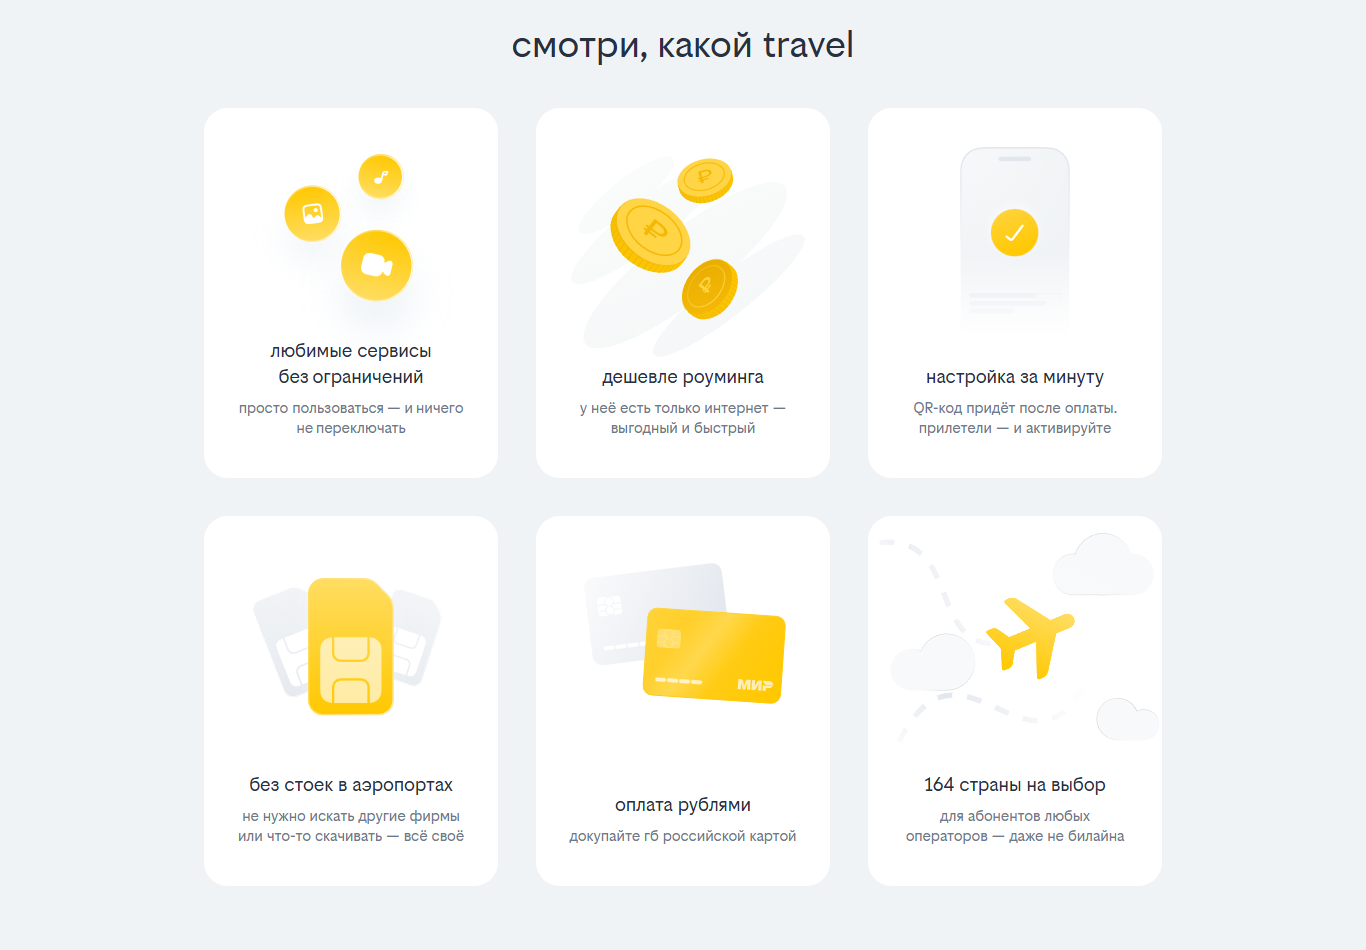 смотри, какой travel
любимые сервисы
без ограничений
просто пользоваться — и ничего
не переключать
дешевле роуминга
у неё есть только интернет —
выгодный и быстрый
настройка за минуту
QR-код придёт после оплаты.
прилетели — и активируйте
без стоек в аэропортах
не нужно искать другие фирмы
или что-то скачивать — всё своё
МИР
оплата рублями
докупайте гб российской картой
164 страны на выбор
для абонентов любых
операторов — даже не билайна